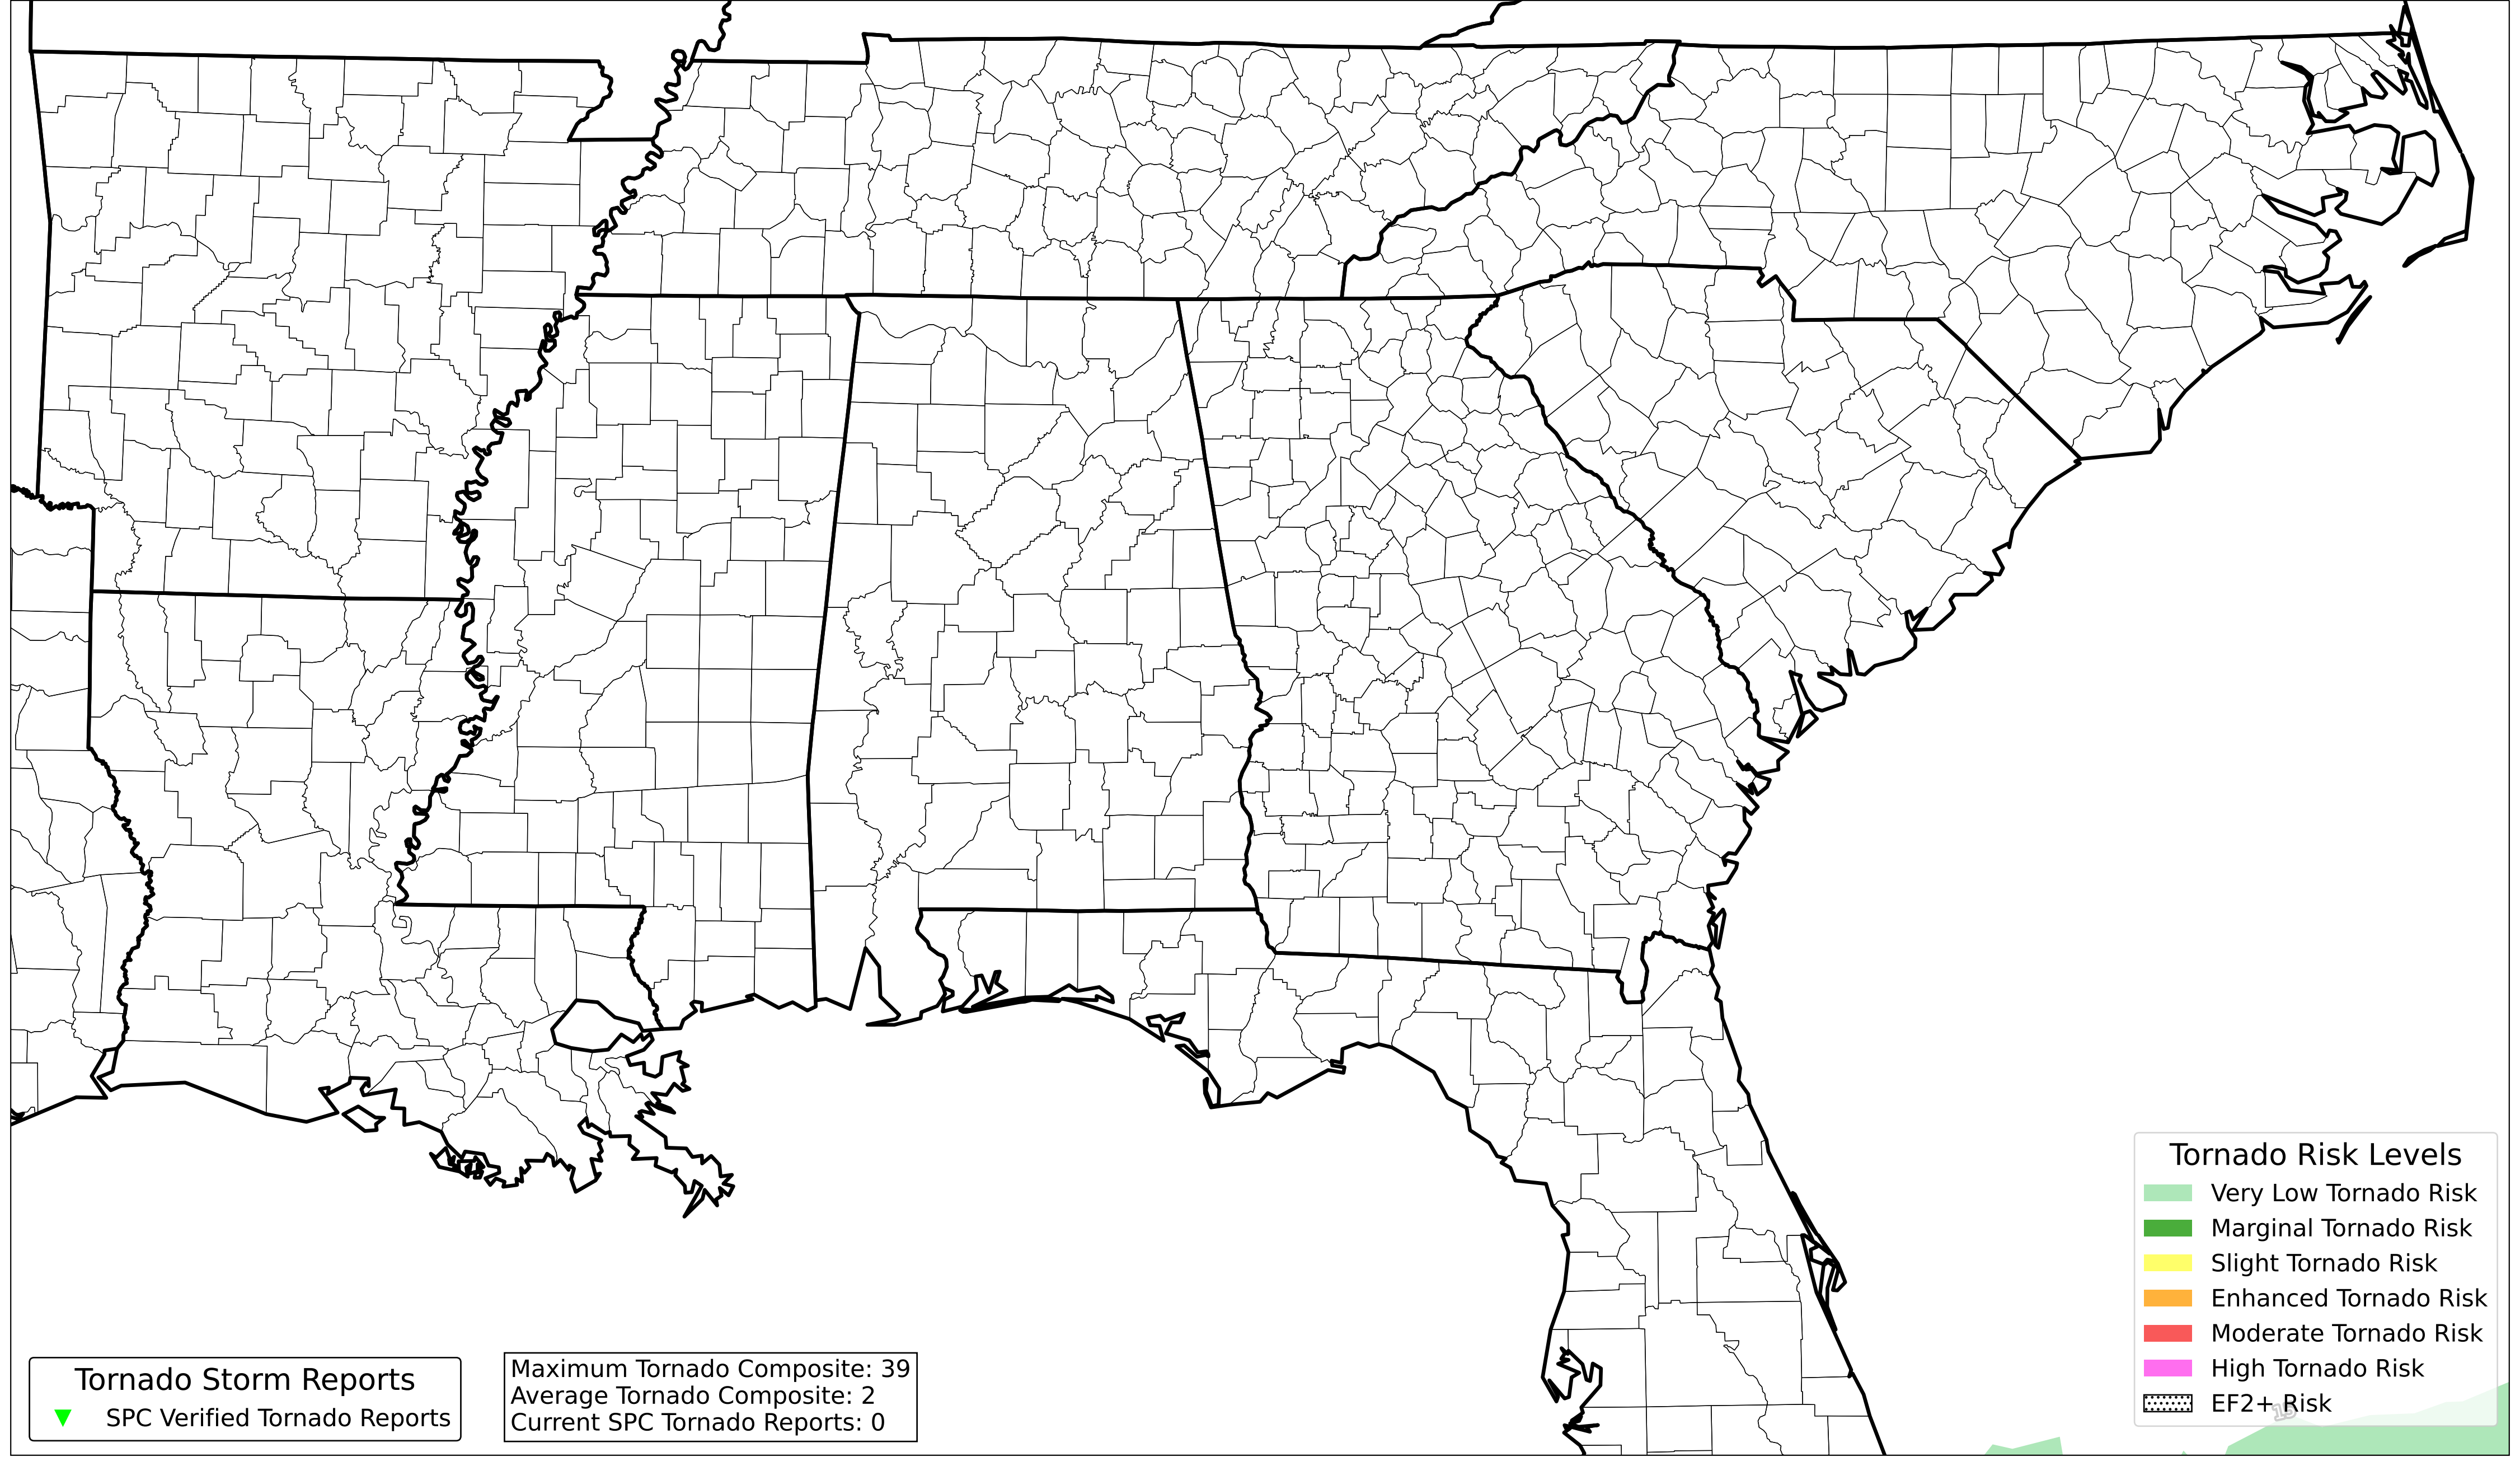 Tornado Risk Levels
Very Low Tornado Risk
Marginal Tornado Risk
Slight Tornado Risk
Enhanced Tornado Risk
Moderate Tornado Risk
High Tornado Risk
EF2+ Risk
15
Tornado Storm Reports
SPC Verified Tornado Reports
Maximum Tornado Composite: 39
Average Tornado Composite: 2
Current SPC Tornado Reports: 0